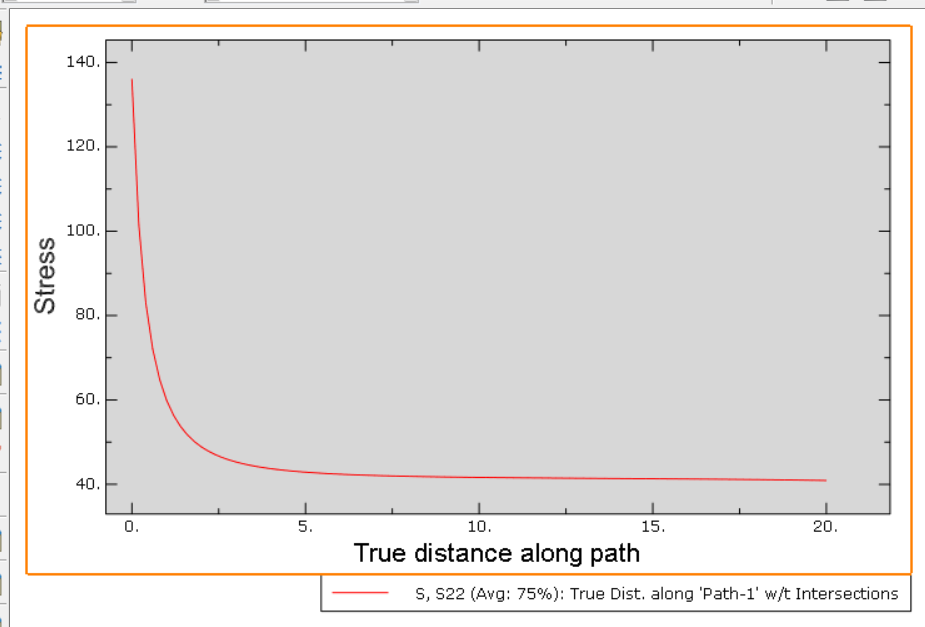 140.
120.
100.
80.
60.
40.
Stress
0. 5. 10. 15. 20.
True distance along path
S, S22 (Avg: 75%): True Dist. along 'Path-1' w/t Intersections